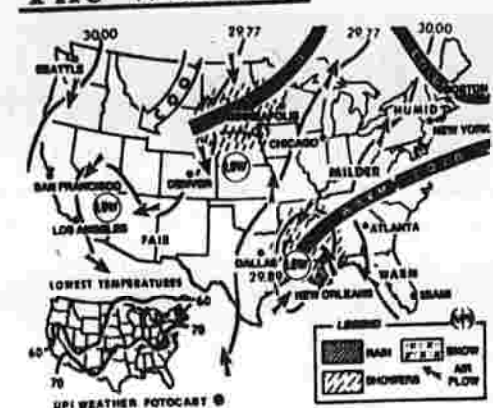 30.00
29.77
29.77
30.00
SEATTLE
COOL
MINNEAPOLIS
BOSTON
HUMID
NEW YORK
CHICAGO
LOW
MILDER
SAN FRANCISCO
DENVER
LOW
LOS ANGELES
FAIR
ATLANTA
DALLAS
LOW
29.89
WARM
NEW ORLEANS
MIAMI
LOWEST TEMPERATURES
60
70
60
70
LEGEND
RAIN
SNOW
SHOWERS
AIR FLOW
UPI WEATHER FOTOCAST